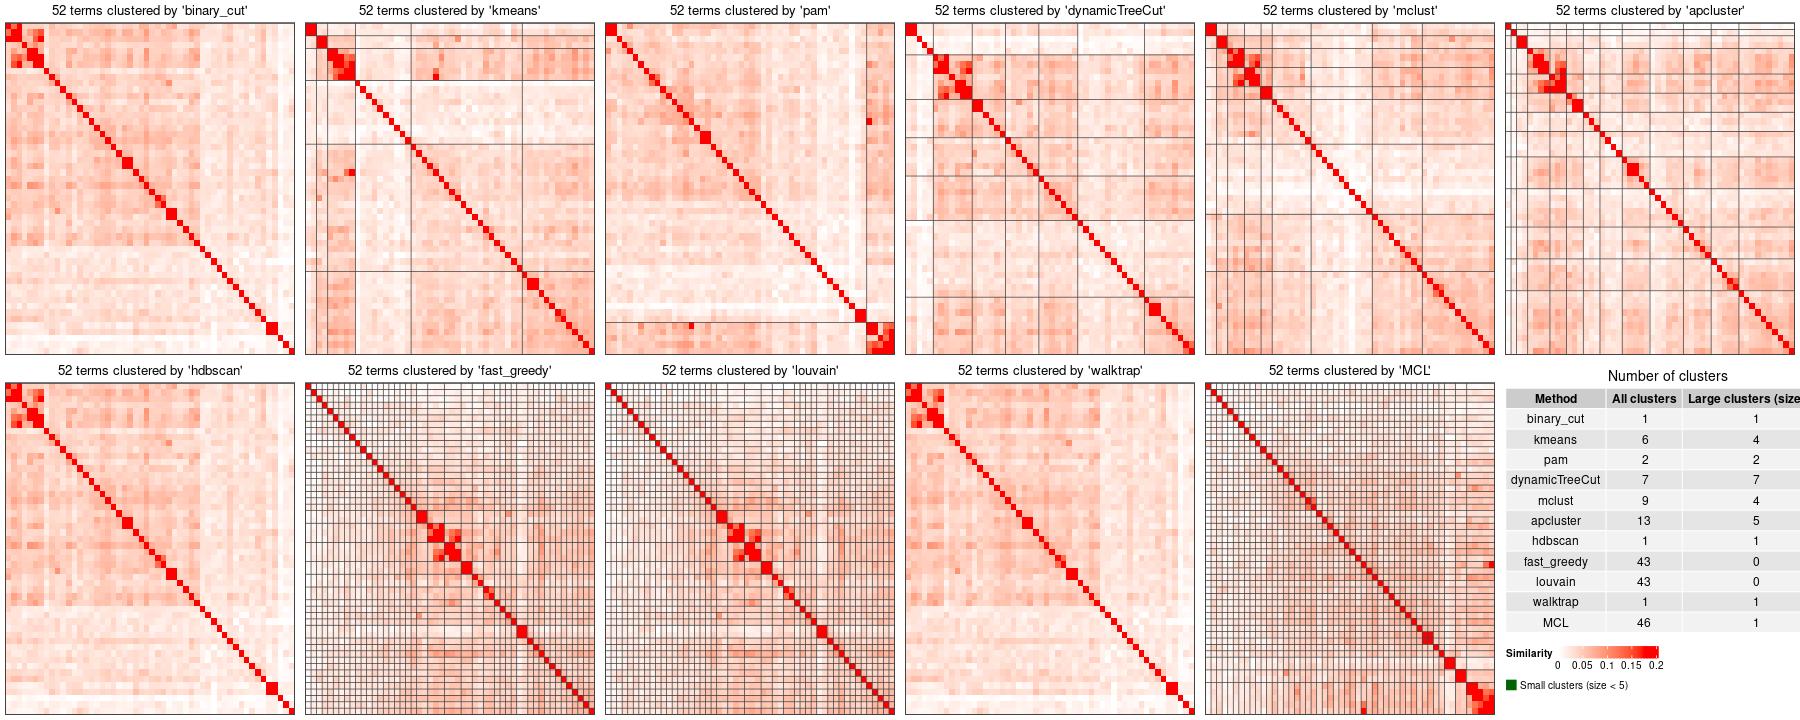 52 terms clustered by 'binary_cut'
52 terms clustered by 'kmeans'
52 terms clustered by 'pam'
52 terms clustered by 'dynamicTreeCut'
52 terms clustered by 'mclust'
52 terms clustered by 'apcluster'
52 terms clustered by 'hdbscan'
52 terms clustered by 'fast_greedy'
52 terms clustered by 'louvain'
52 terms clustered by 'walktrap'
52 terms clustered by 'MCL'
Number of clusters
Method All clusters Large clusters (size
binary_cut 1 1
kmeans 6 4
pam 2 2
dynamicTreeCut 7 7
mclust 9 4
apcluster 13 5
hdbscan 1 1
fast_greedy 43 0
louvain 43 0
walktrap 1 1
MCL 46 1
Similarity
0 0.05 0.1 0.15 0.2
Small clusters (size < 5)